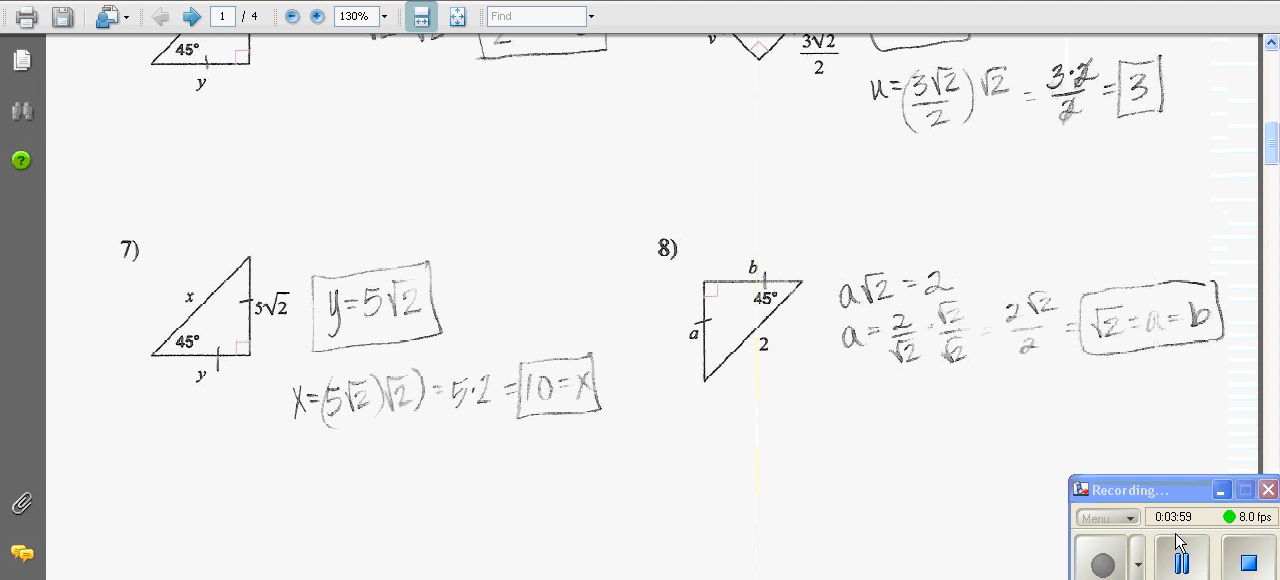 1 / 4 130% Find
45°
y
v
3√2
2
u=(3√2/2)√2 = 3·2/2 = 3
7)
x
5√2
45°
y
y=5√2
x=(5√2)(√2)=5·2=10=x
8)
b
45°
a
2
a√2=2
a=2/√2·√2/√2=2√2/2=√2=a=b
Recording...
Menu 0:03:59 8.0 fps